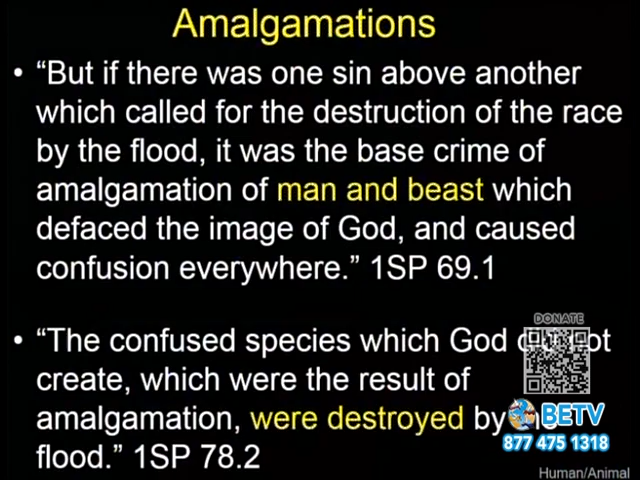 Amalgamations
• “But if there was one sin above another
which called for the destruction of the race
by the flood, it was the base crime of
amalgamation of man and beast which
defaced the image of God, and caused
confusion everywhere.” 1SP 69.1
• “The confused species which God
create, which were the result of
amalgamation, were destroyed by
flood.” 1SP 78.2
DONATE
3BETV
877 475 1318
Human/Animal